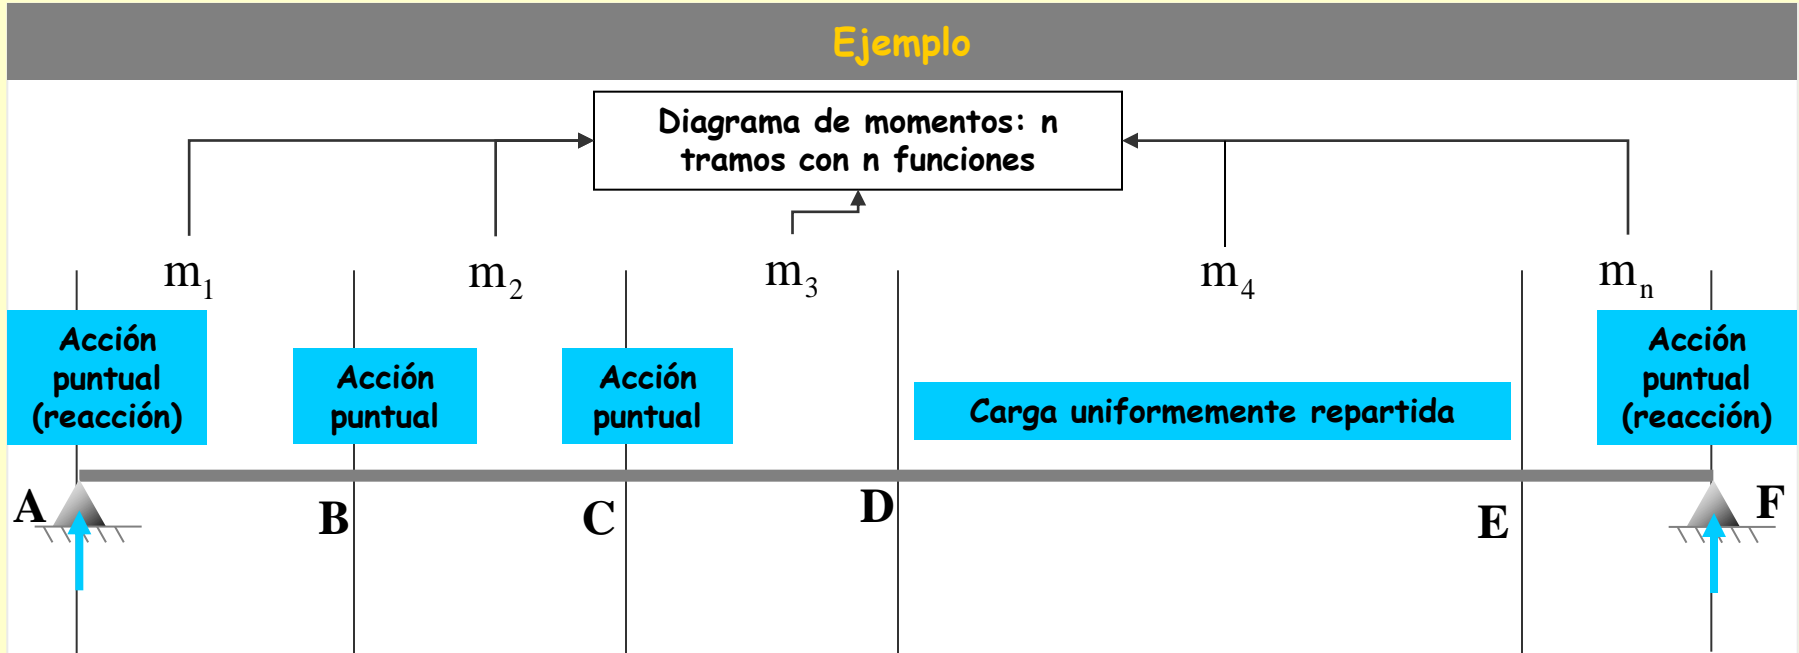 Ejemplo
Diagrama de momentos: n
tramos con n funciones
m1
m2
m3
m4
mn
Acción
puntual
(reacción)
Acción
puntual
Acción
puntual
Carga uniformemente repartida
Acción
puntual
(reacción)
A
B
C
D
E
F